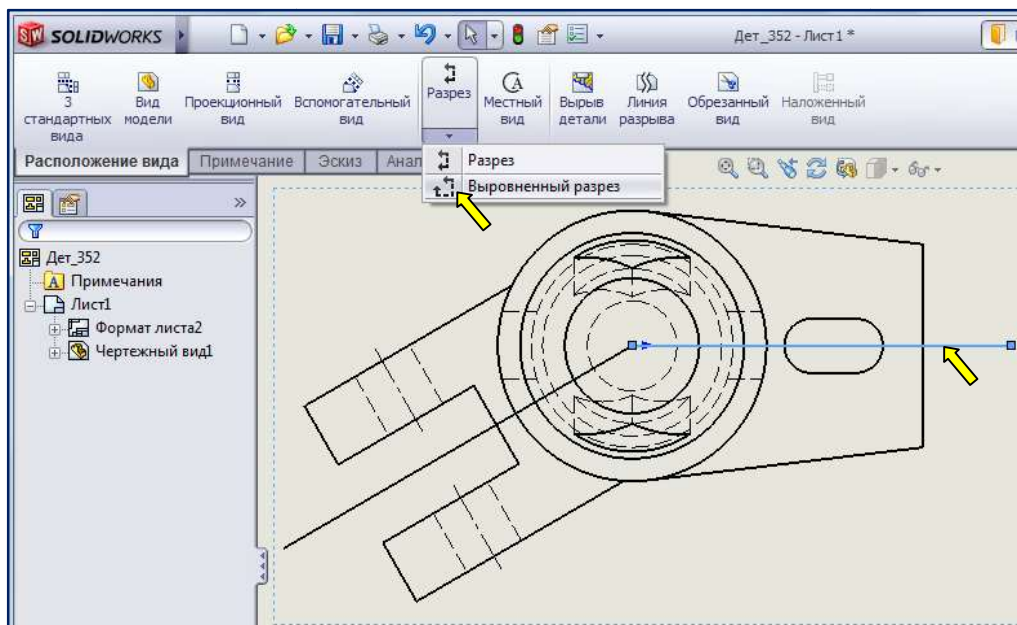 SOLIDWORKS
Дет_352 - Лист1 *
3 стандартных вида
Вид модели
Проекционный вид
Вспомогательный вид
Разрез
Местный вид
Вырыв детали
Линия разрыва
Обрезанный вид
Наложенный вид
Расположение вида
Примечание
Эскиз
Анал
Разрез
Выровненный разрез
Дет_352
Примечания
Лист1
Формат листа2
Чертежный вид1